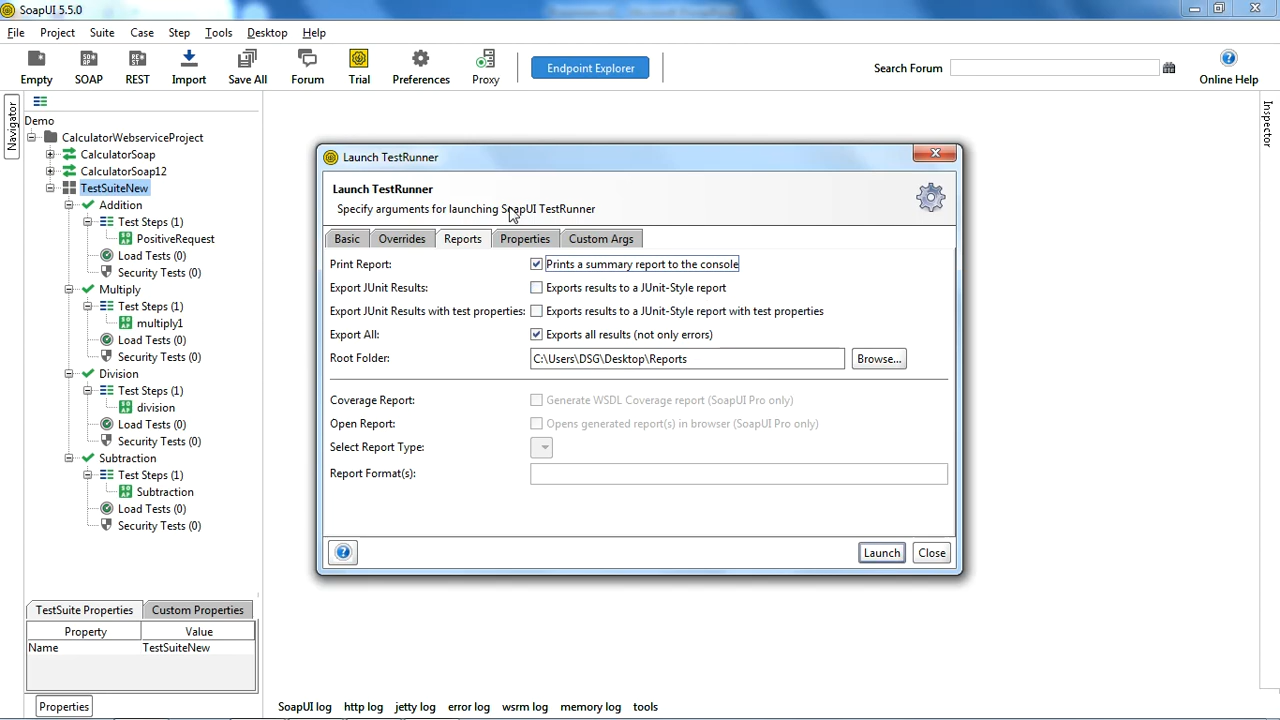 SoapUI 5.5.0
File Project Suite Case Step Tools Desktop Help
Empty SOAP REST Import Save All Forum Trial Preferences Proxy Endpoint Explorer Search Forum Online Help
Navigator
Inspector
Demo
CalculatorWebserviceProject
CalculatorSoap
CalculatorSoap12
TestSuiteNew
Addition
Test Steps (1)
PositiveRequest
Load Tests (0)
Security Tests (0)
Multiply
Test Steps (1)
multiply1
Load Tests (0)
Security Tests (0)
Division
Test Steps (1)
division
Load Tests (0)
Security Tests (0)
Subtraction
Test Steps (1)
Subtraction
Load Tests (0)
Security Tests (0)
Launch TestRunner
Launch TestRunner
Specify arguments for launching SoapUI TestRunner
Basic Overrides Reports Properties Custom Args
Print Report: Prints a summary report to the console
Export JUnit Results: Exports results to a JUnit-Style report
Export JUnit Results with test properties: Exports results to a JUnit-Style report with test properties
Export All: Exports all results (not only errors)
Root Folder: C:\Users\DSG\Desktop\Reports Browse...
Coverage Report: Generate WSDL Coverage report (SoapUI Pro only)
Open Report: Opens generated report(s) in browser (SoapUI Pro only)
Select Report Type:
Report Format(s):
Launch Close
TestSuite Properties Custom Properties
Property Value
Name TestSuiteNew
Properties
SoapUI log http log jetty log error log wsrm log memory log tools